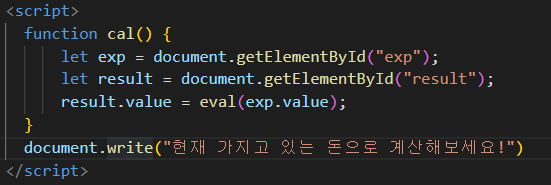 <script>
function cal() {
let exp = document.getElementById("exp");
let result = document.getElementById("result");
result.value = eval(exp.value);
}
document.write("현재 가지고 있는 돈으로 계산해보세요!")
</script>